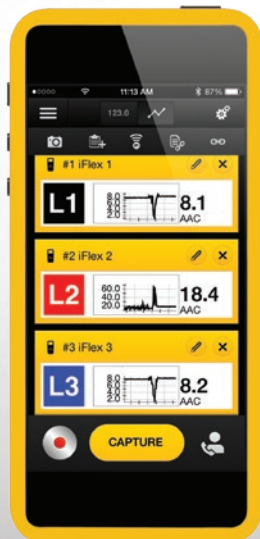 11:13 AM 87%
123.0
#1 iFlex 1
L1 8.0 6.0 4.0 2.0 8.1
AAC
#2 iFlex 2
L2 60.0 40.0 20.0 18.4
AAC
#3 iFlex 3
L3 8.0 6.0 4.0 2.0 8.2
AAC
CAPTURE